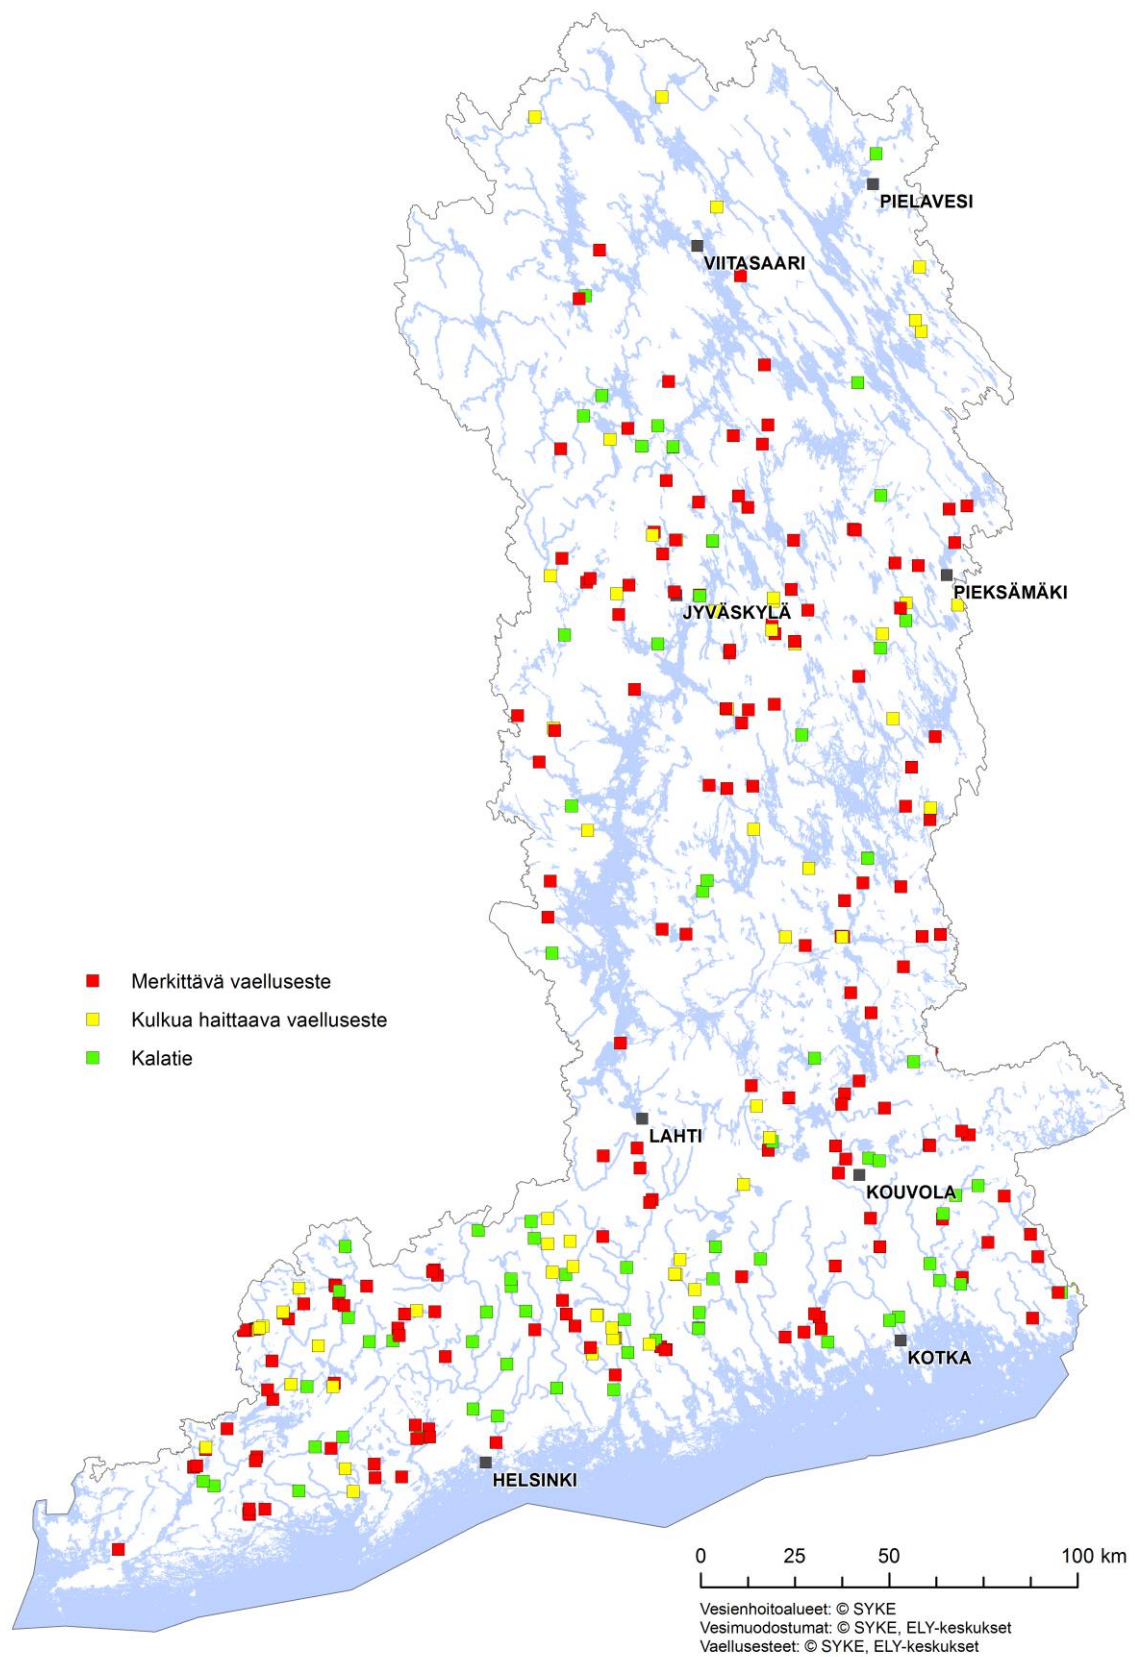 PIELAVESI
VIITASAARI
PIEKSÄMÄKI
JYVÄSKYLÄ
Merkittävä vaelluseste
Kulkua haittaava vaelluseste
Kalatie
LAHTI
KOUVOLA
KOTKA
HELSINKI
0 25 50 100 km
Vesienhoitoalueet: © SYKE
Vesimuodostumat: © SYKE, ELY-keskukset
Vaellusesteet: © SYKE, ELY-keskukset